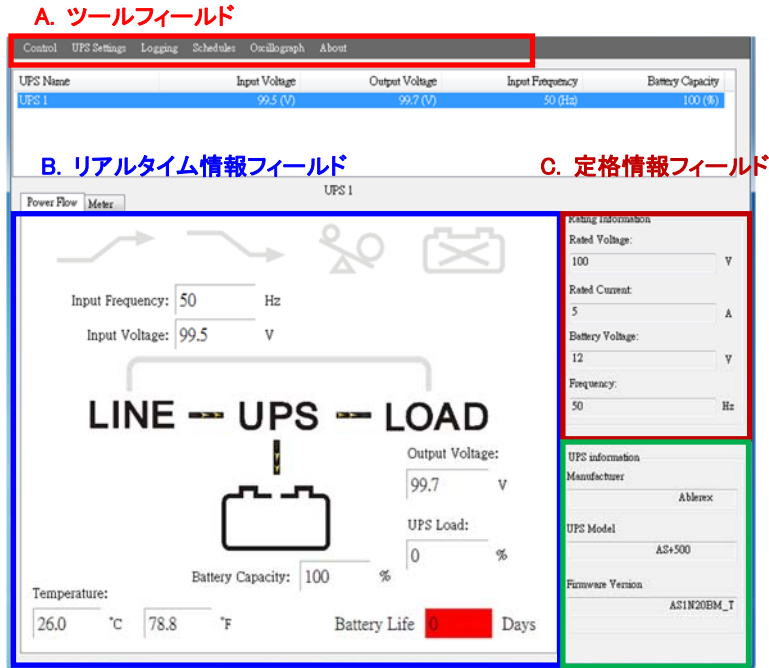 A. ツールフィールド
Control UPS Settings Logging Schedules Oscillograph About
UPS Name Input Voltage Output Voltage Input Frequency Battery Capacity
UPS 1 99.5 (V) 99.7 (V) 50 (Hz) 100 (%)
B. リアルタイム情報フィールド
C. 定格情報フィールド
UPS 1
Power Flow Meter
Input Frequency: 50 Hz
Input Voltage: 99.5 V
LINE UPS LOAD
Output Voltage:
99.7 V
UPS Load:
0 %
Battery Capacity: 100 %
Temperature:
26.0 °C 78.8 °F
Battery Life 0 Days
Rating Information
Rated Voltage:
100 V
Rated Current:
5 A
Battery Voltage:
12 V
Frequency:
50 Hz
UPS information
Manufacturer
Ablerex
UPS Model
AS+500
Firmware Version
AS1N20BM_T